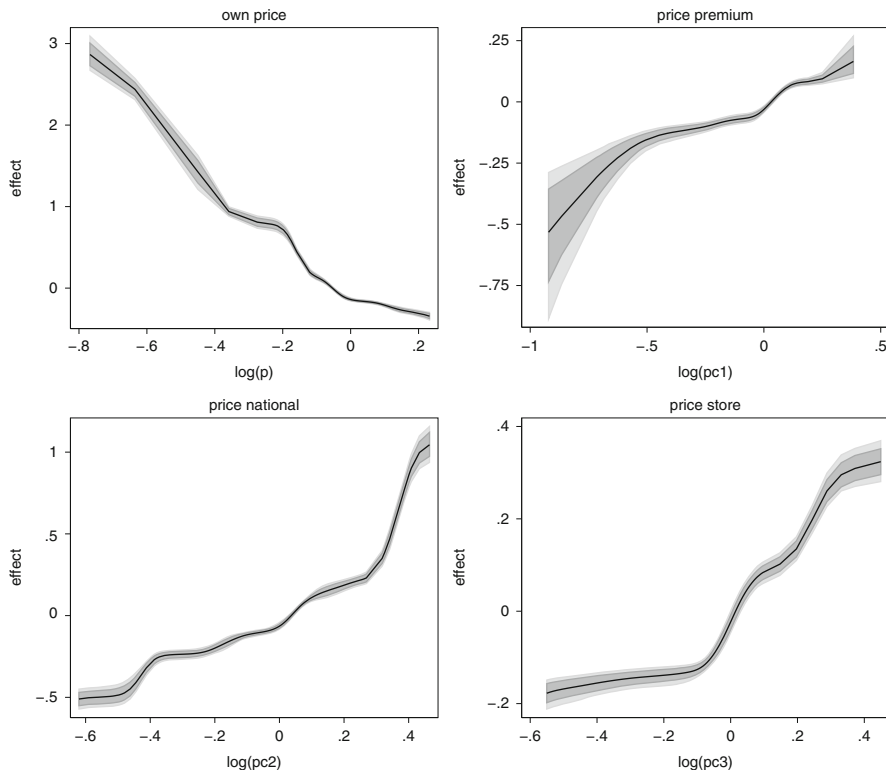 own price
3
2
1
0
effect
−.8 −.6 −.4 −.2 0 .2
log(p)
price premium
.25
0
−.25
−.5
−.75
effect
−1 −.5 0 .5
log(pc1)
price national
1
.5
0
−.5
effect
−.6 −.4 −.2 0 .2 .4
log(pc2)
price store
.4
.2
0
−.2
effect
−.6 −.4 −.2 0 .2 .4
log(pc3)